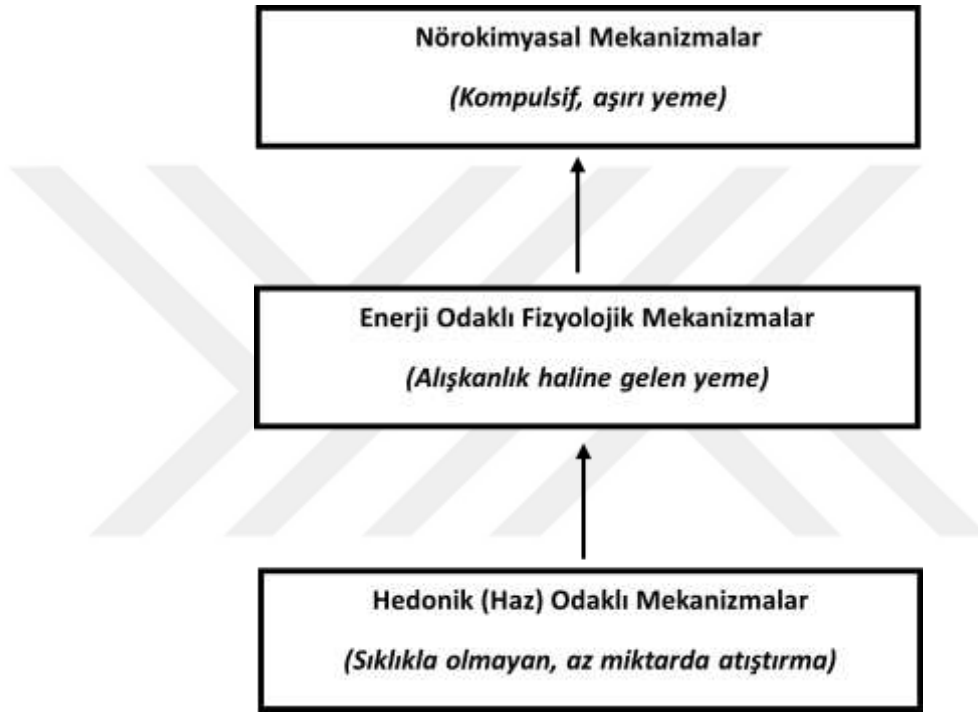 Nörokimyasal Mekanizmalar
(Kompulsif, aşırı yeme)
Enerji Odaklı Fizyolojik Mekanizmalar
(Alışkanlık haline gelen yeme)
Hedonik (Haz) Odaklı Mekanizmalar
(Sıklıkla olmayan, az miktarda atıştırma)